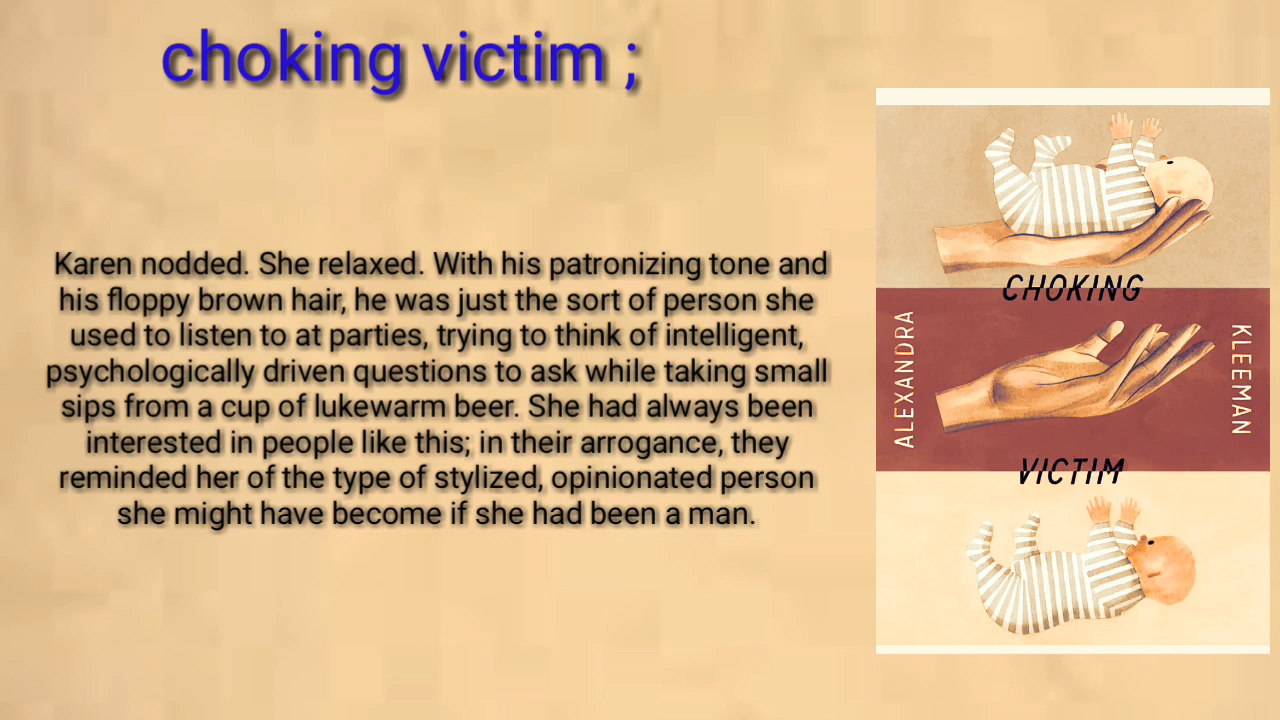 choking victim ;
Karen nodded. She relaxed. With his patronizing tone and
his floppy brown hair, he was just the sort of person she
used to listen to at parties, trying to think of intelligent,
psychologically driven questions to ask while taking small
sips from a cup of lukewarm beer. She had always been
interested in people like this; in their arrogance, they
reminded her of the type of stylized, opinionated person
she might have become if she had been a man.
CHOKING
ALEXANDRA
KLEEMAN
VICTIM